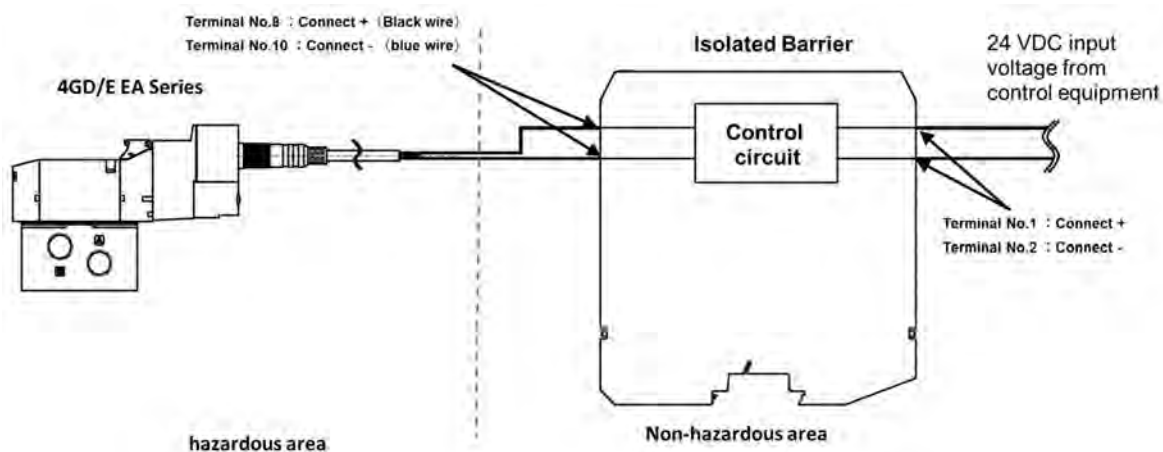 Terminal No.8 : Connect + (Black wire)
Terminal No.10 : Connect - (blue wire)
Isolated Barrier
24 VDC input
voltage from
control equipment
4GD/E EA Series
Control
circuit
Terminal No.1 : Connect +
Terminal No.2 : Connect -
hazardous area
Non-hazardous area